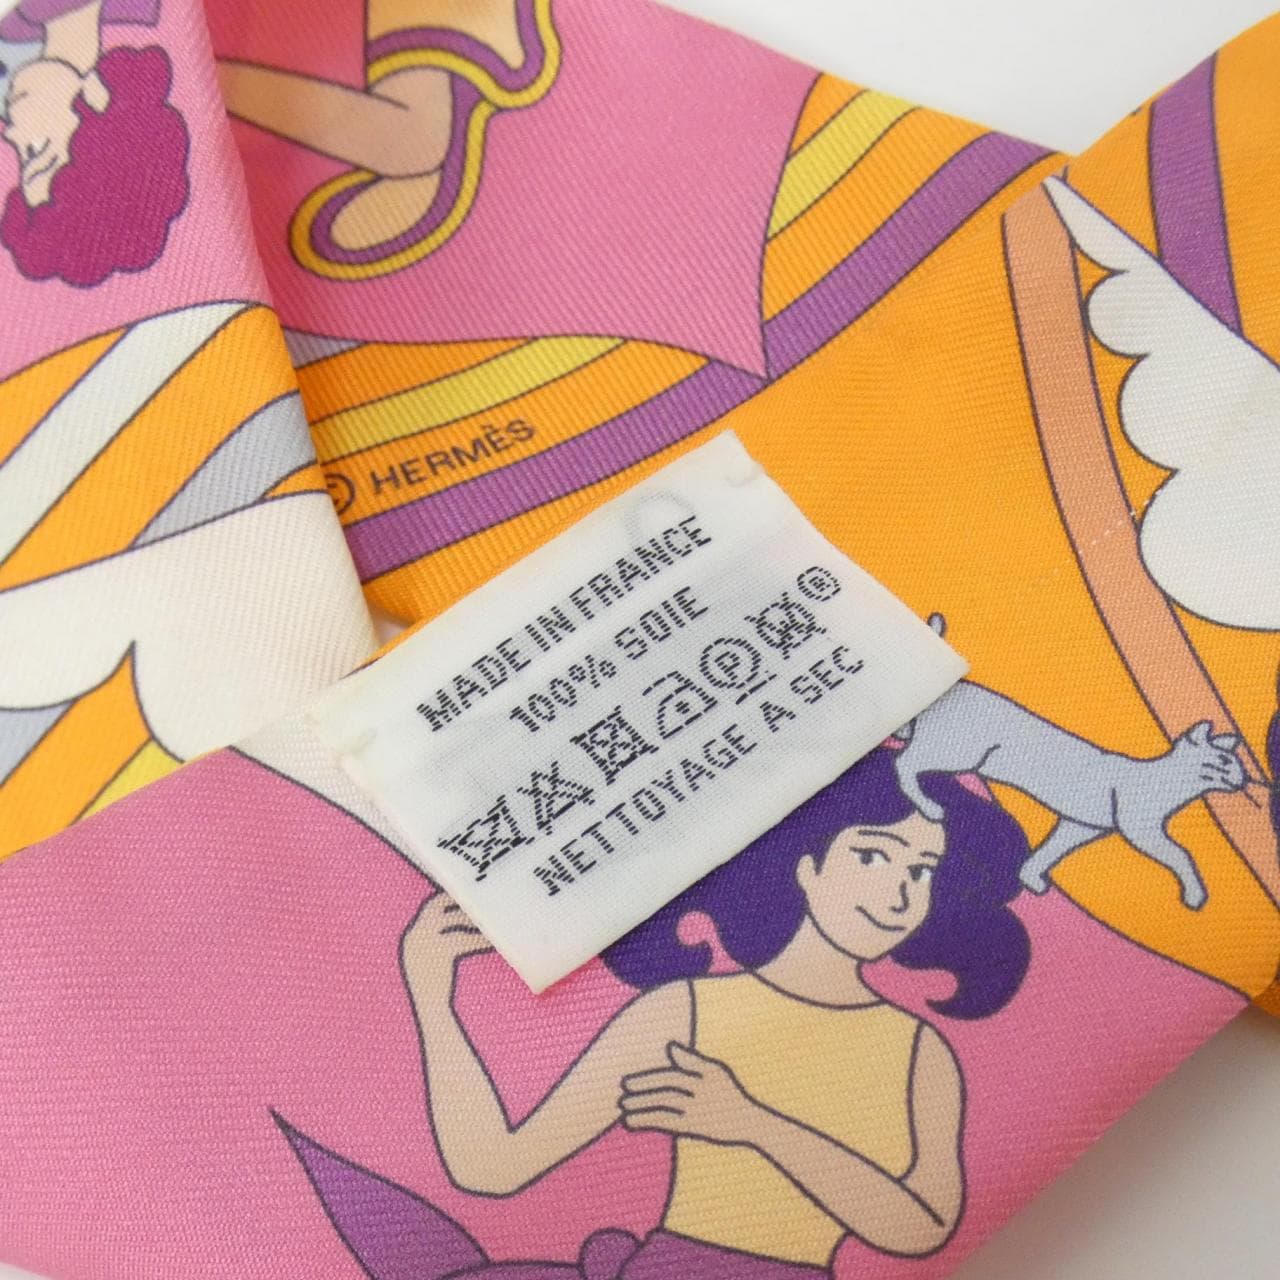 © HERMÈS
MADE IN FRANCE
100% SOIE
Ⓟ ®
NETTOYAGE A SEC